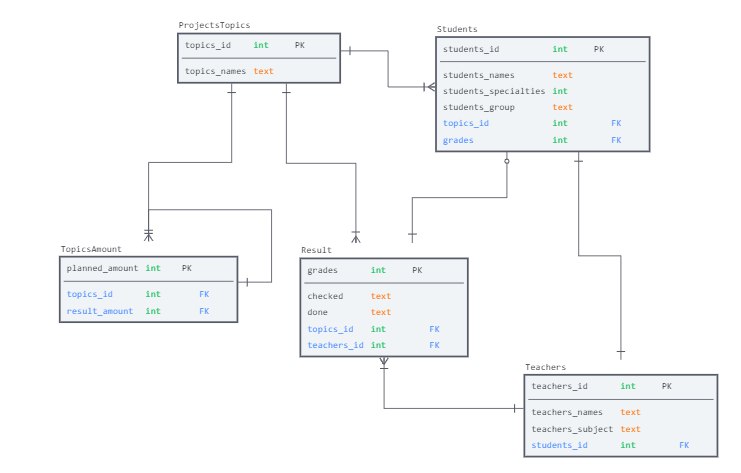 ProjectsTopics
topics_id int PK
topics_names text
Students
students_id int PK
students_names text
students_specialties int
students_group text
topics_id int FK
grades int FK
TopicsAmount
planned_amount int PK
topics_id int FK
result_amount int FK
Result
grades int PK
checked text
done text
topics_id int FK
teachers_id int FK
Teachers
teachers_id int PK
teachers_names text
teachers_subject text
students_id int FK